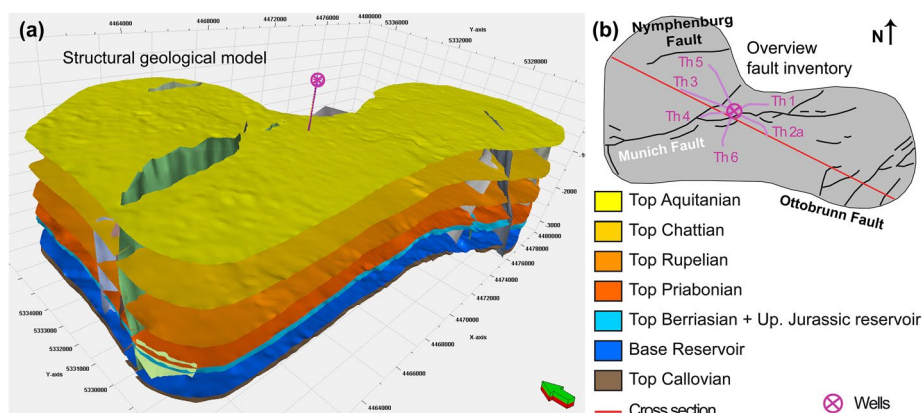 (a)
Structural geological model
4464000
4468000
4472000
4476000
4480000
5336000
Y-axis
5332000
5328000
-2000
-3000
4480000
4478000
4476000
4474000
4472000
4470000
X-axis
4468000
4466000
4464000
5334000
5333000
5332000
5331000
Y-axis
5330000
(b)
Nymphenburg
Fault
N
Overview
fault inventory
Th 5
Th 3
Th 1
Th 4
Th 2a
Th 6
Munich Fault
Ottobrunn Fault
Top Aquitanian
Top Chattian
Top Rupelian
Top Priabonian
Top Berriasian + Up. Jurassic reservoir
Base Reservoir
Top Callovian
Cross section
Wells